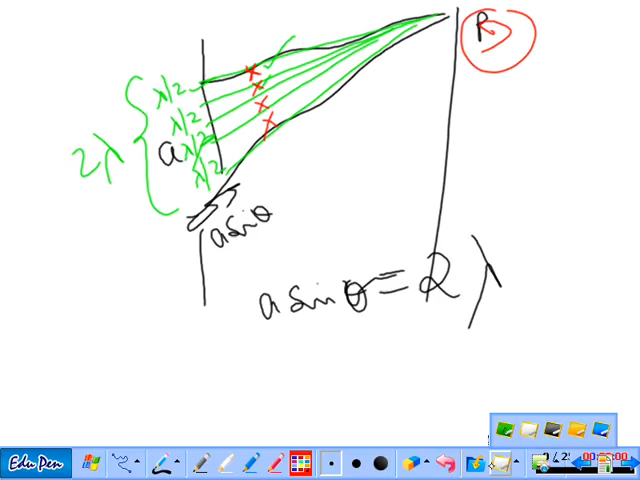 P
λ/2
λ/2
2λ
a
λ/2
λ/2
a sinθ
a sinθ = 2λ
Edu Pen